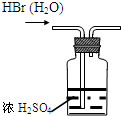 HBr (H₂O)
浓 H₂SO₄